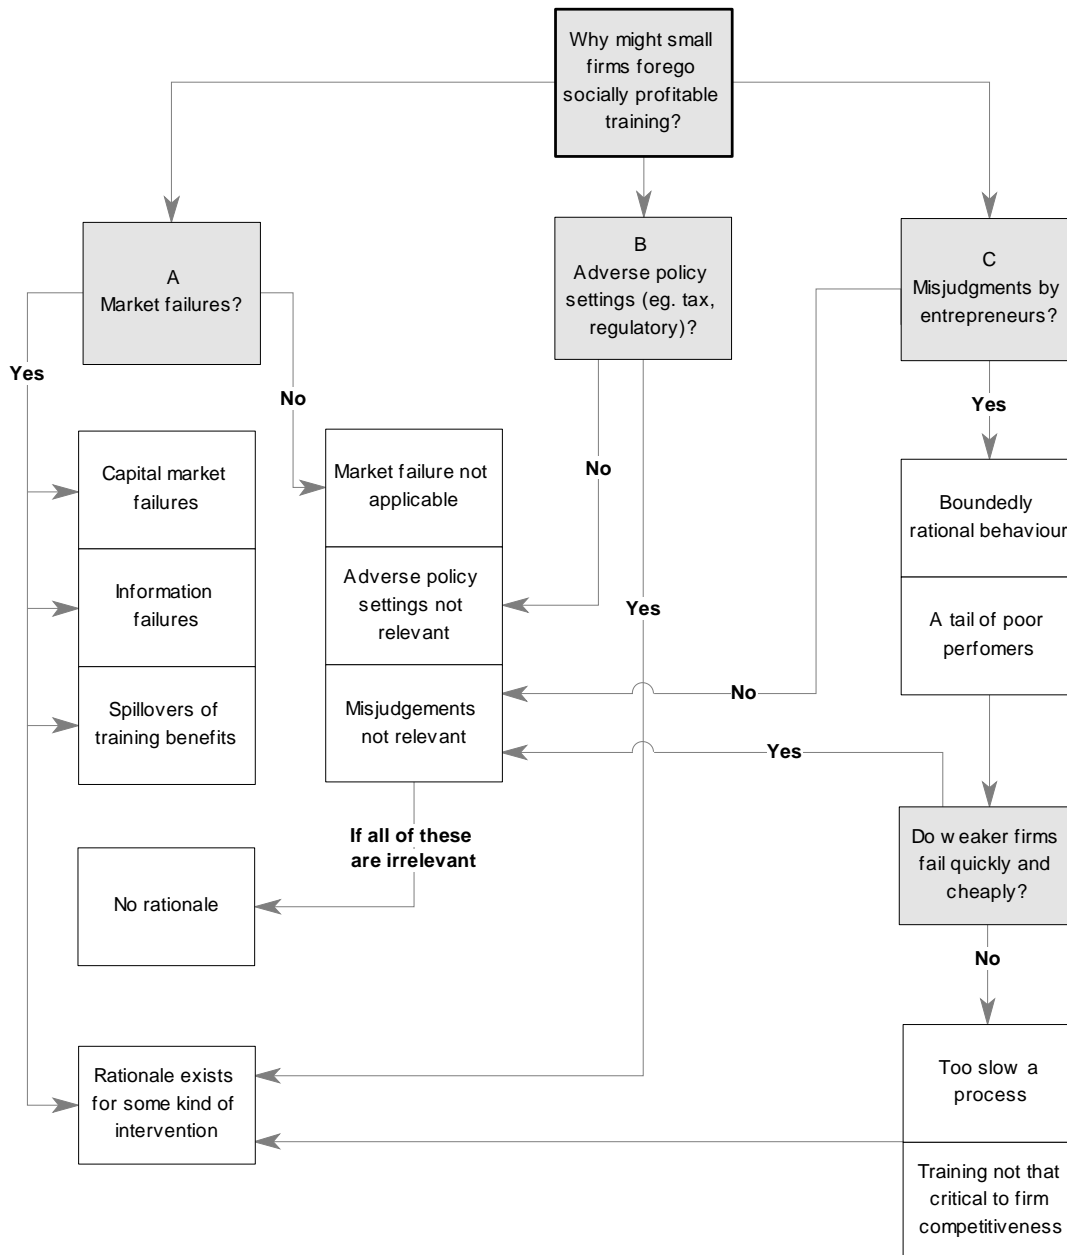 Why might small
firms forego
socially profitable
training?
A
Market failures?
B
Adverse policy
settings (eg. tax,
regulatory)?
C
Misjudgments by
entrepreneurs?
Yes
No
Yes
No
Yes
No
Capital market
failures
Information
failures
Spillovers of
training benefits
Market failure not
applicable
Adverse policy
settings not
relevant
Misjudgements
not relevant
Boundedly
rational behaviour
A tail of poor
perfomers
Yes
If all of these
are irrelevant
Do weaker firms
fail quickly and
cheaply?
No rationale
No
Rationale exists
for some kind of
intervention
Too slow a
process
Training not that
critical to firm
competitiveness